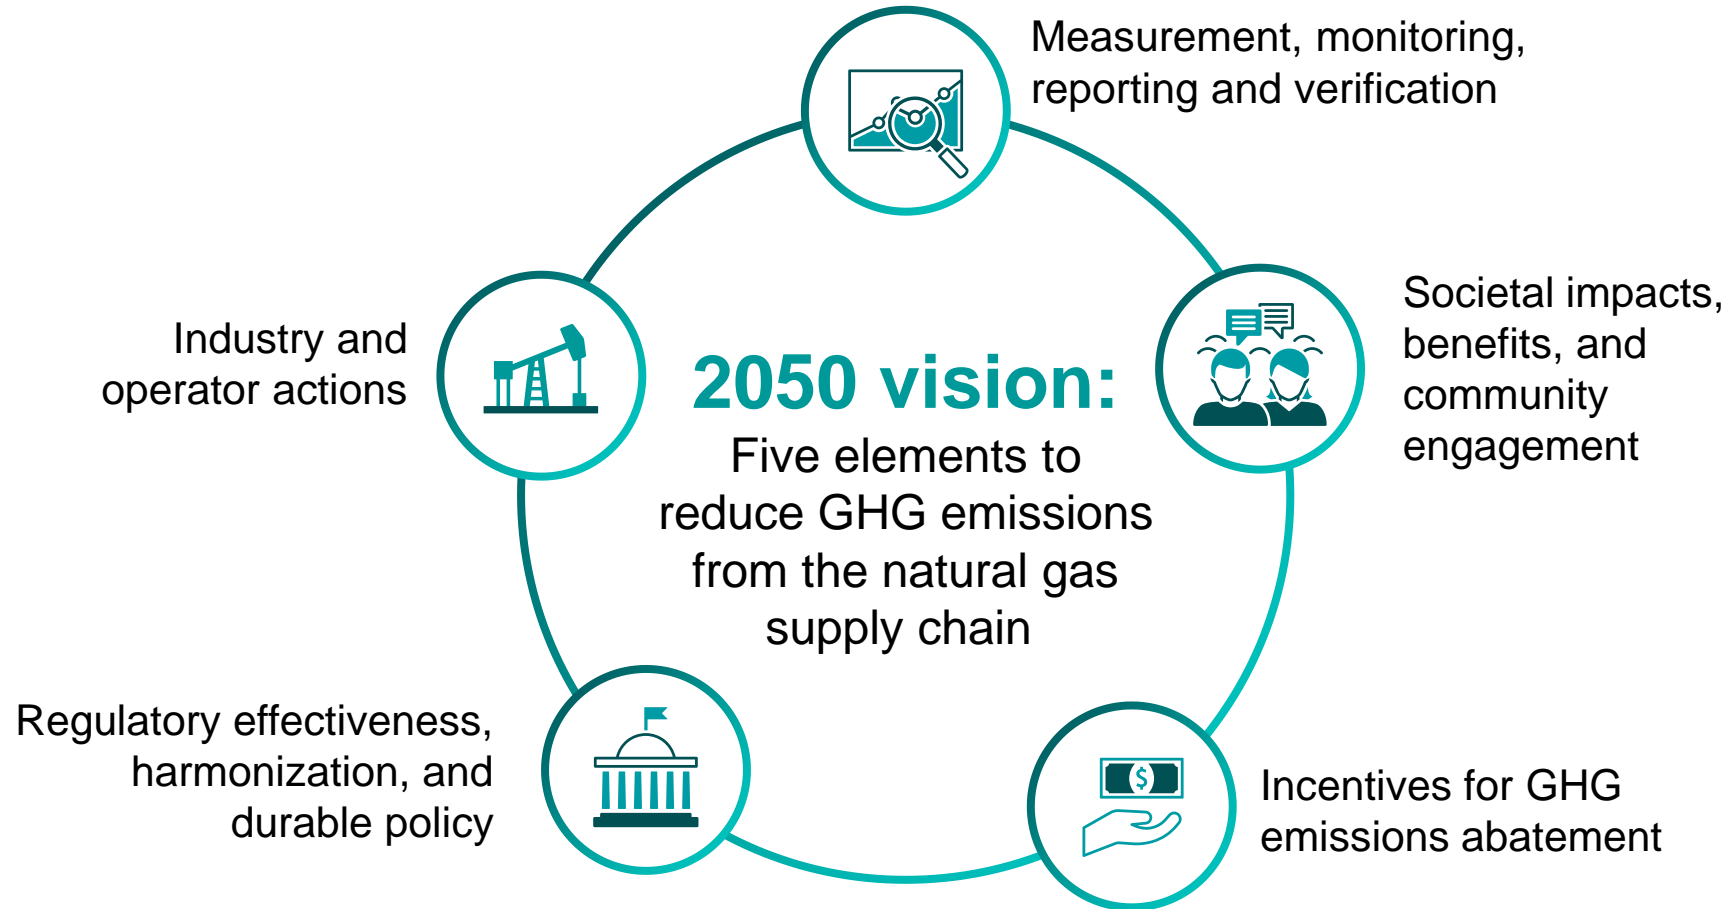 Measurement, monitoring,
reporting and verification
Societal impacts,
benefits, and
community
engagement
Industry and
operator actions
2050 vision:
Five elements to
reduce GHG emissions
from the natural gas
supply chain
Regulatory effectiveness,
harmonization, and
durable policy
$
Incentives for GHG
emissions abatement